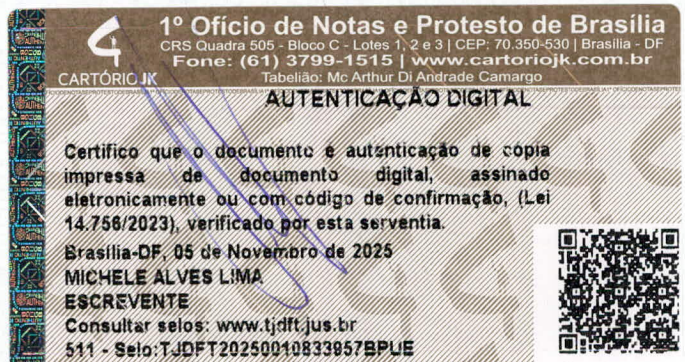 1º Ofício de Notas e Protesto de Brasília
CRS Quadra 505 - Bloco C - Lotes 1, 2 e 3 | CEP: 70.350-530 | Brasília - DF
Fone: (61) 3799-1515 | www.cartoriojk.com.br
CARTÓRIO JK
Tabelião: Mc Arthur Di Andrade Camargo
AUTENTICAÇÃO DIGITAL
Certifico que o documento e autenticação de cópia
impressa de documento digital, assinado
eletronicamente ou com código de confirmação, (Lei
14.756/2023), verificado por esta serventia.
Brasília-DF, 05 de Novembro de 2025
MICHELE ALVES LIMA
ESCREVENTE
Consultar selos: www.tjdft.jus.br
511 - Selo:TJDFT20250010833957BPUE